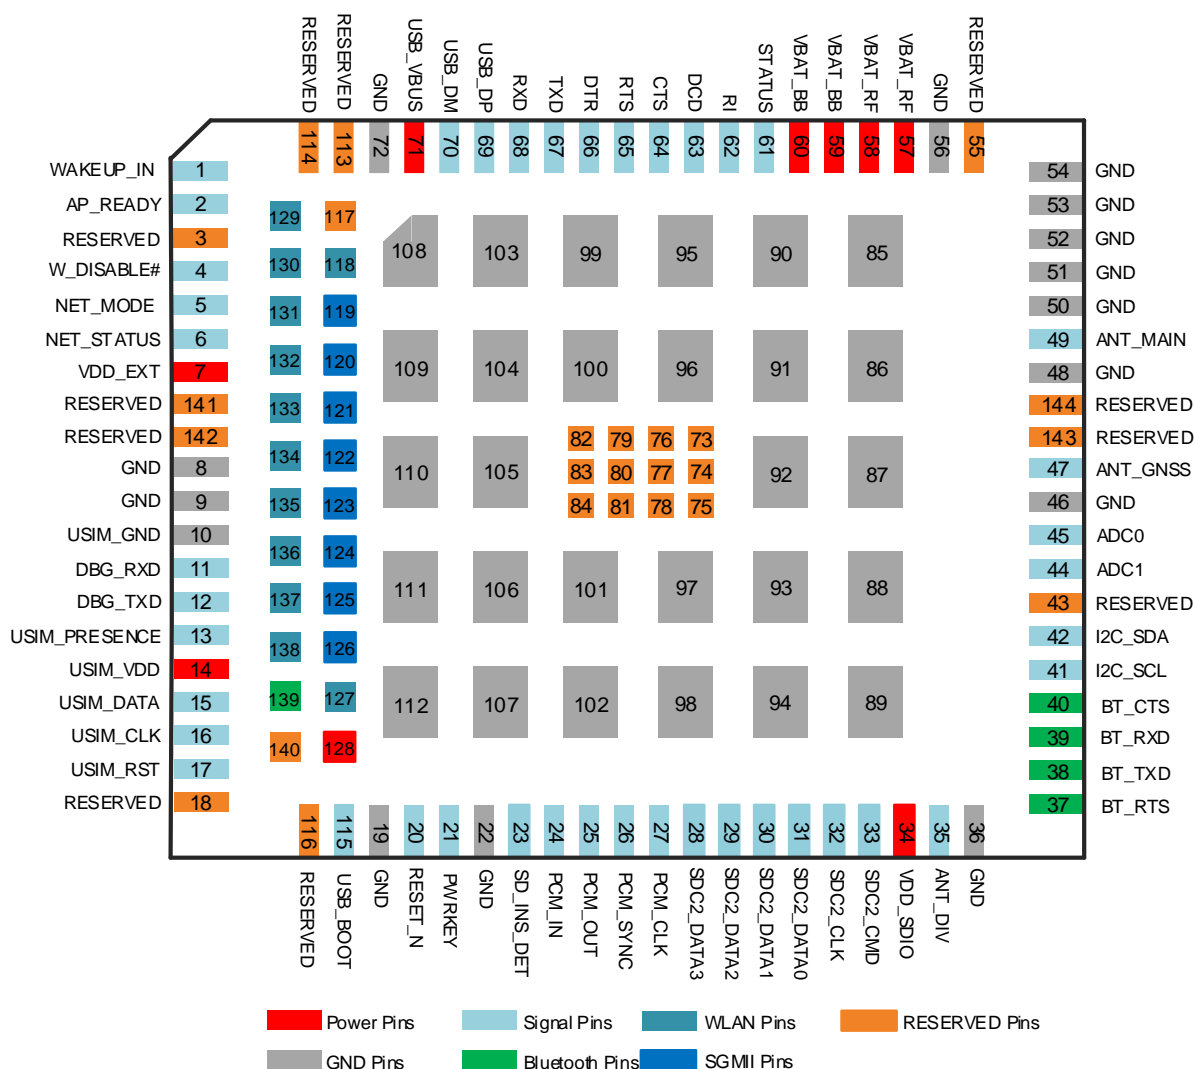 RESERVED
RESERVED
GND
USB_VBUS
USB_DM
USB_DP
RXD
TXD
DTR
RTS
CTS
DCD
RI
STATUS
VBAT_BB
VBAT_BB
VBAT_RF
VBAT_RF
GND
RESERVED
114
113
72
71
70
69
68
67
66
65
64
63
62
61
60
59
58
57
56
55
WAKEUP_IN 1
AP_READY 2
RESERVED 3
W_DISABLE# 4
NET_MODE 5
NET_STATUS 6
VDD_EXT 7
RESERVED 141
RESERVED 142
GND 8
GND 9
USIM_GND 10
DBG_RXD 11
DBG_TXD 12
USIM_PRESENCE 13
USIM_VDD 14
USIM_DATA 15
USIM_CLK 16
USIM_RST 17
RESERVED 18
129 117
130 118
131 119
132 120
133 121
134 122
135 123
136 124
137 125
138 126
139 127
140 128
108 103 99 95 90 85
109 104 100 96 91 86
82 79 76 73
83 80 77 74
84 81 78 75
110 105 92 87
111 106 101 97 93 88
112 107 102 98 94 89
54 GND
53 GND
52 GND
51 GND
50 GND
49 ANT_MAIN
48 GND
144 RESERVED
143 RESERVED
47 ANT_GNSS
46 GND
45 ADC0
44 ADC1
43 RESERVED
42 I2C_SDA
41 I2C_SCL
40 BT_CTS
39 BT_RXD
38 BT_TXD
37 BT_RTS
116
115
19
20
21
22
23
24
25
26
27
28
29
30
31
32
33
34
35
36
RESERVED
USB_BOOT
GND
RESET_N
PWRKEY
GND
SD_INS_DET
PCM_IN
PCM_OUT
PCM_SYNC
PCM_CLK
SDC2_DATA3
SDC2_DATA2
SDC2_DATA1
SDC2_DATA0
SDC2_CLK
SDC2_CMD
VDD_SDIO
ANT_DIV
GND
Power Pins
Signal Pins
WLAN Pins
RESERVED Pins
GND Pins
Bluetooth Pins
SGMII Pins